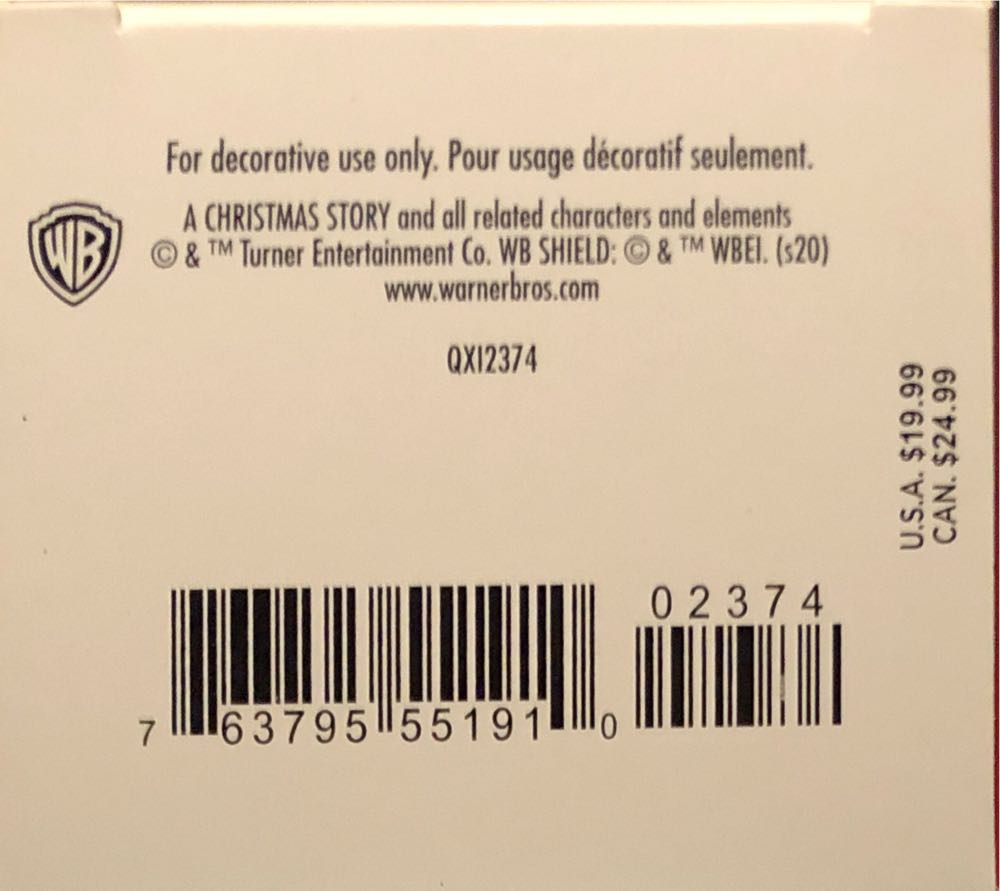 For decorative use only. Pour usage décoratif seulement.
A CHRISTMAS STORY and all related characters and elements
© & ™ Turner Entertainment Co. WB SHIELD: © & ™ WBEI. (s20)
www.warnerbros.com
WB
QXI2374
U.S.A. $19.99
CAN. $24.99
02374
7 63795 55191 0